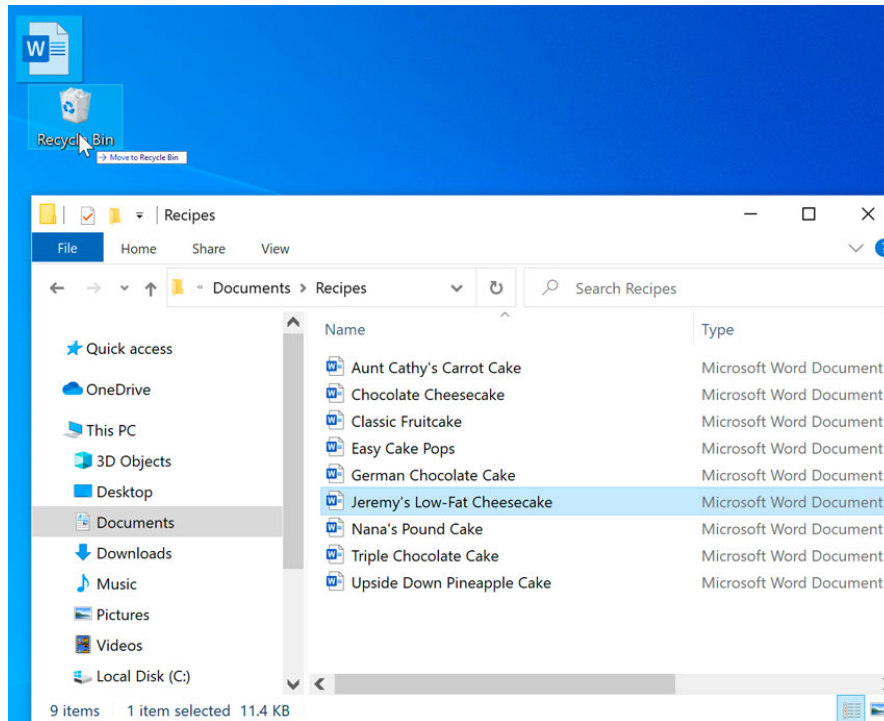 W
Recycle Bin
→ Move to Recycle Bin
Recipes
File Home Share View
« Documents > Recipes
Search Recipes
Name Type
Quick access
OneDrive
This PC
3D Objects
Desktop
Documents
Downloads
Music
Pictures
Videos
Local Disk (C:)
Aunt Cathy's Carrot Cake Microsoft Word Document
Chocolate Cheesecake Microsoft Word Document
Classic Fruitcake Microsoft Word Document
Easy Cake Pops Microsoft Word Document
German Chocolate Cake Microsoft Word Document
Jeremy's Low-Fat Cheesecake Microsoft Word Document
Nana's Pound Cake Microsoft Word Document
Triple Chocolate Cake Microsoft Word Document
Upside Down Pineapple Cake Microsoft Word Document
9 items 1 item selected 11.4 KB